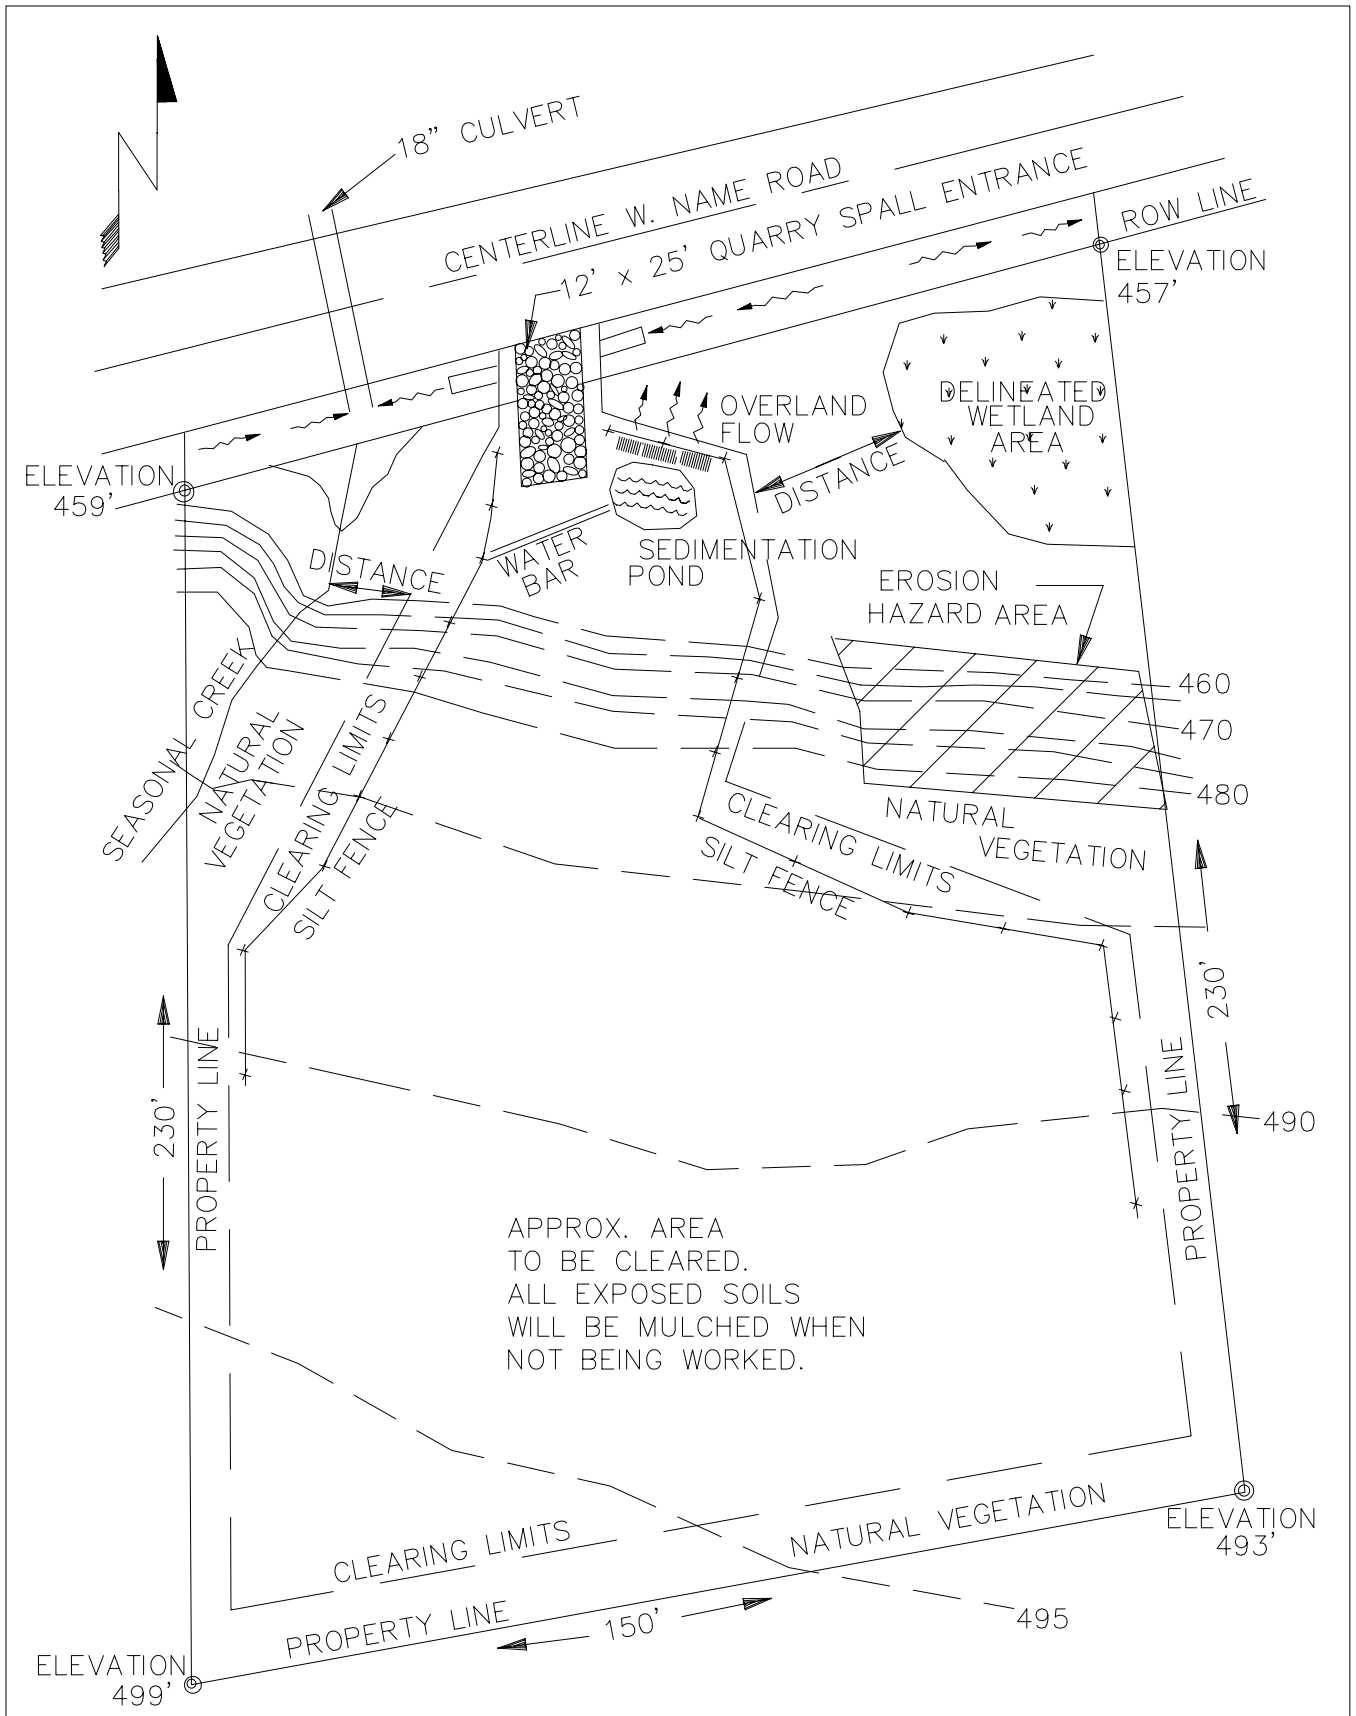 18” CULVERT
CENTERLINE W. NAME ROAD
12’ x 25’ QUARRY SPALL ENTRANCE
ROW LINE
ELEVATION
457’
OVERLAND
FLOW
DELINEATED
WETLAND
AREA
DISTANCE
ELEVATION
459’
WATER
BAR
SEDIMENTATION
POND
DISTANCE
EROSION
HAZARD AREA
460
470
480
SEASONAL CREEK
NATURAL
VEGETATION
CLEARING LIMITS
SILT FENCE
CLEARING LIMITS
SILT FENCE
NATURAL
VEGETATION
230’
PROPERTY LINE
230’
PROPERTY LINE
490
APPROX. AREA
TO BE CLEARED.
ALL EXPOSED SOILS
WILL BE MULCHED WHEN
NOT BEING WORKED.
CLEARING LIMITS
NATURAL VEGETATION
ELEVATION
493’
PROPERTY LINE
150’
495
ELEVATION
499’